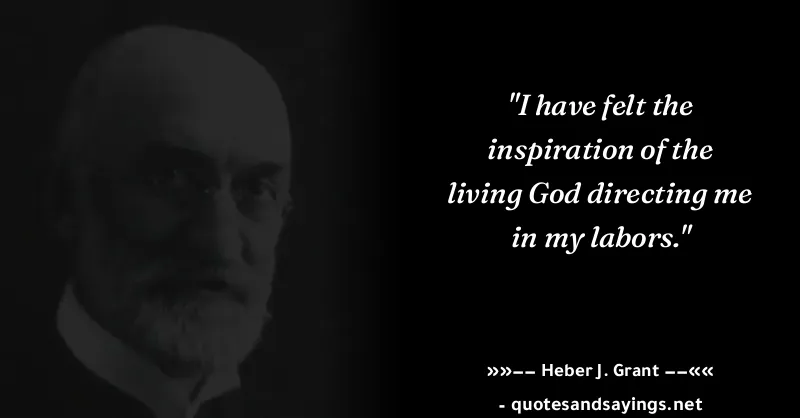 "I have felt the
inspiration of the
living God directing me
in my labors."
»»–– Heber J. Grant ––««
- quotesandsayings.net